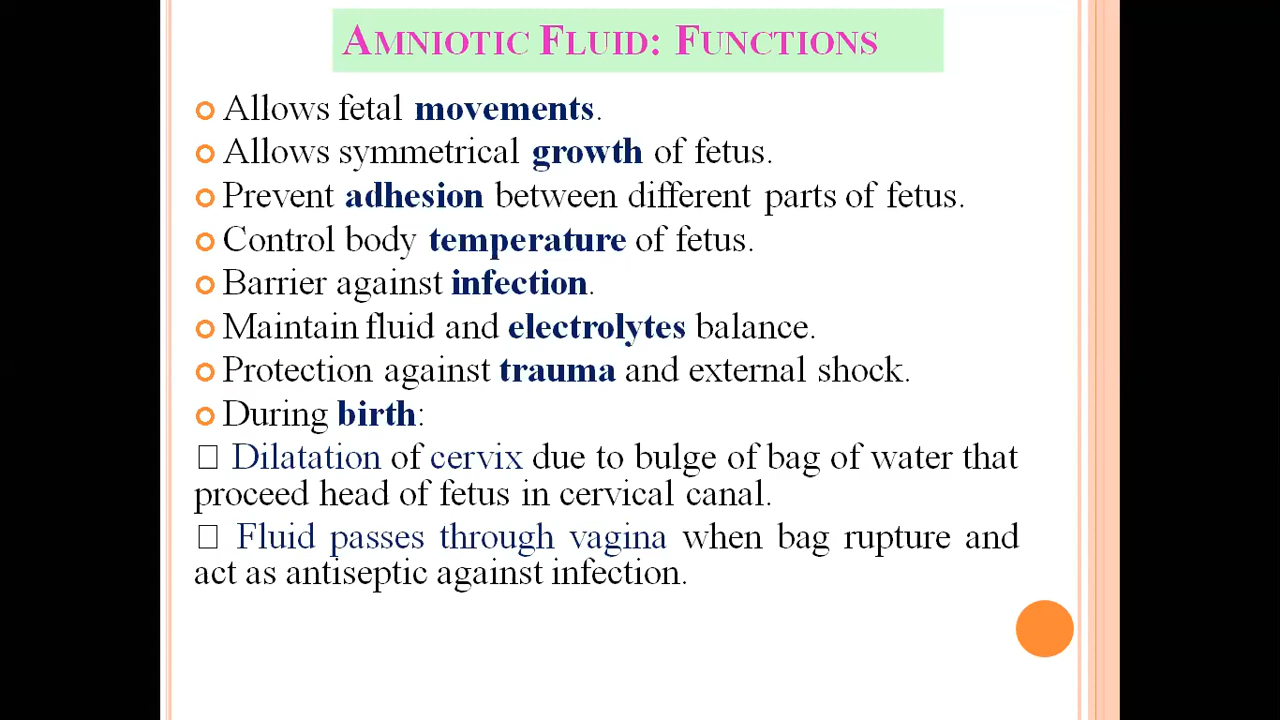 AMNIOTIC FLUID: FUNCTIONS
Allows fetal movements.
Allows symmetrical growth of fetus.
Prevent adhesion between different parts of fetus.
Control body temperature of fetus.
Barrier against infection.
Maintain fluid and electrolytes balance.
Protection against trauma and external shock.
During birth:
Dilatation of cervix due to bulge of bag of water that
proceed head of fetus in cervical canal.
Fluid passes through vagina when bag rupture and
act as antiseptic against infection.